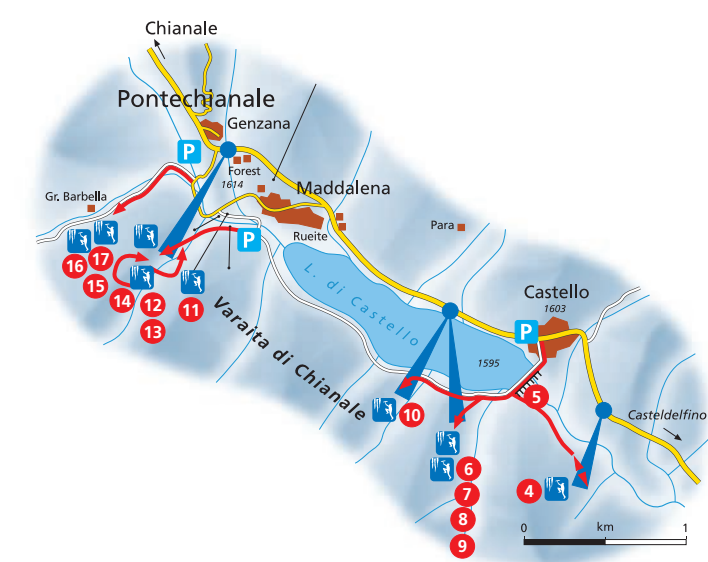 Chianale
Pontechianale
Genzana
P
Forest
1614
Maddalena
Gr. Barbella
Rueite
P
Para
16
17
15
14
12
13
11
Varaita di Chianale
L. di Castello
Castello
1603
P
1595
5
10
Casteldelfino
6
7
8
9
4
0
km
1